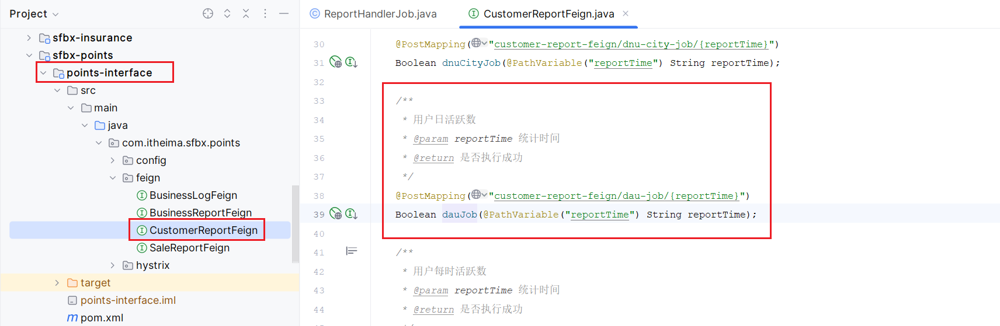 Project
sfbx-insurance
sfbx-points
points-interface
src
main
java
com.itheima.sfbx.points
config
feign
BusinessLogFeign
BusinessReportFeign
CustomerReportFeign
SaleReportFeign
hystrix
target
points-interface.iml
pom.xml
ReportHandlerJob.java
CustomerReportFeign.java
30 @PostMapping("customer-report-feign/dnu-city-job/{reportTime}")
31 Boolean dnuCityJob(@PathVariable("reportTime") String reportTime);
32
33 /**
34 * 用户日活跃数
35 * @param reportTime 统计时间
36 * @return 是否执行成功
37 */
38 @PostMapping("customer-report-feign/dau-job/{reportTime}")
39 Boolean dauJob(@PathVariable("reportTime") String reportTime);
40
41 /**
42 * 用户每时活跃数
43 * @param reportTime 统计时间
44 * @return 是否执行成功